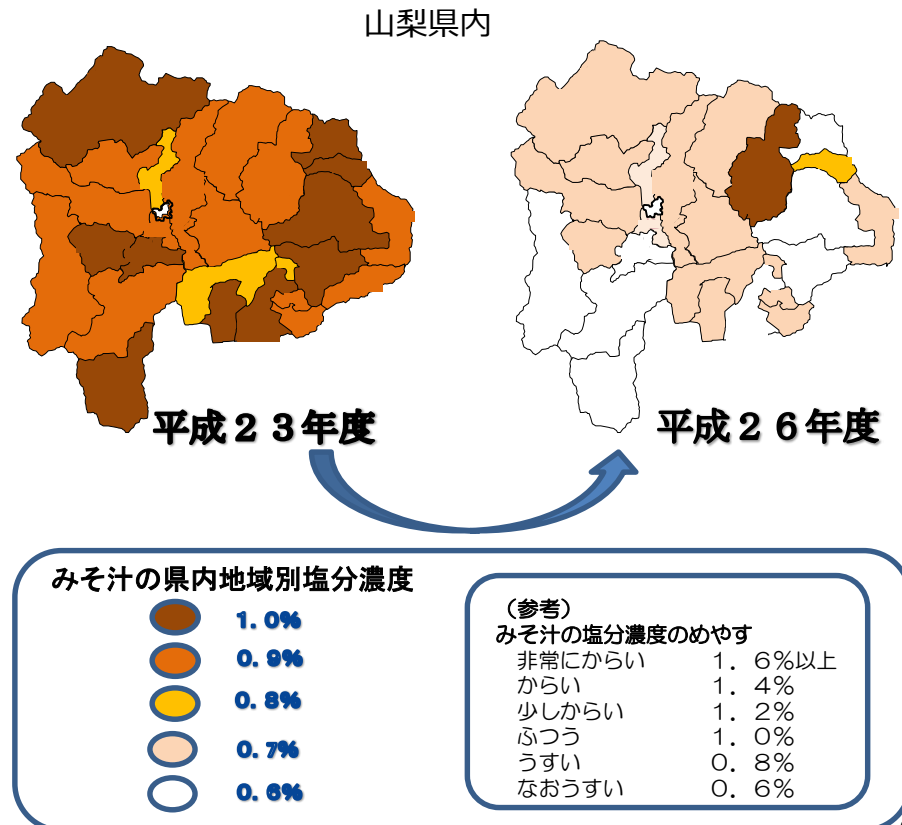 山梨県内
平成２３年度
平成２６年度
みそ汁の県内地域別塩分濃度
1.0%
0.9%
0.8%
0.7%
0.6%
（参考）
みそ汁の塩分濃度のめやす
非常にからい　１．６％以上
からい　１．４％
少しからい　１．２％
ふつう　１．０％
うすい　０．８％
なおうすい　０．６％